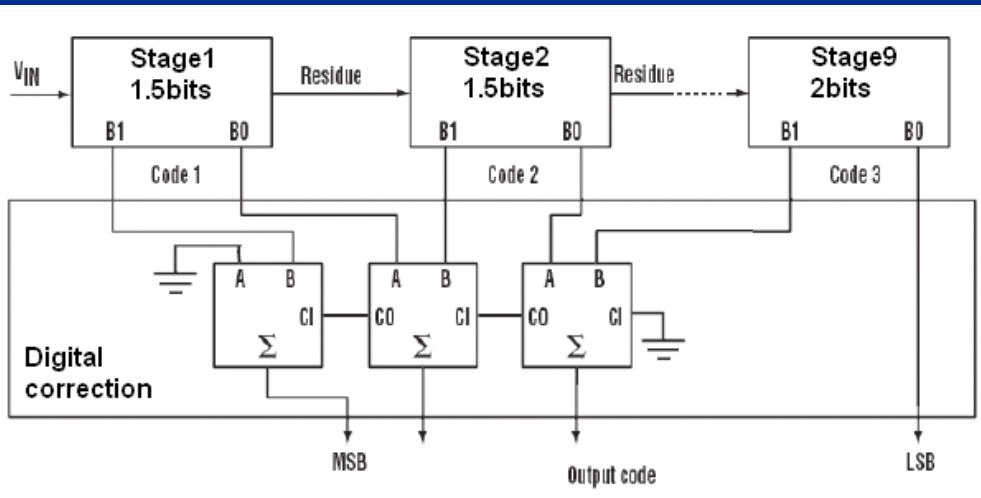 Stage1
1.5bits
B1 B0
Stage2
1.5bits
B1 B0
Stage9
2bits
B1 B0
VIN
Residue
Residue
Code 1
Code 2
Code 3
A B
CI
Σ
A B
CO CI
Σ
A B
CO CI
Σ
Digital
correction
MSB
Output code
LSB